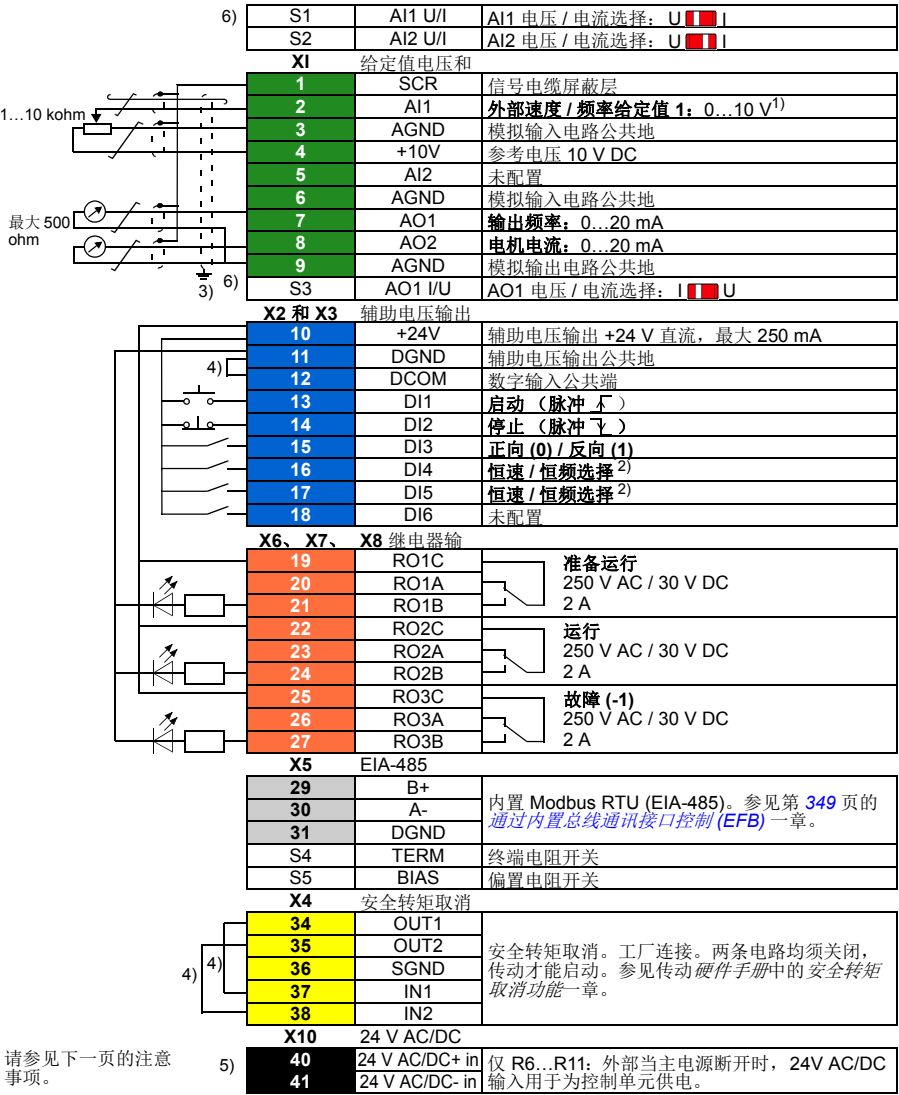 6) S1 AI1 U/I AI1 电压 / 电流选择： U I
S2 AI2 U/I AI2 电压 / 电流选择： U I
XI 给定值电压和
1 SCR 信号电缆屏蔽层
1…10 kohm 2 AI1 外部速度 / 频率给定值 1: 0…10 V1)
3 AGND 模拟输入电路公共地
4 +10V 参考电压 10 V DC
5 AI2 未配置
6 AGND 模拟输入电路公共地
最大 500 ohm 7 AO1 输出频率：0…20 mA
8 AO2 电机电流：0…20 mA
9 AGND 模拟输出电路公共地
3) 6) S3 AO1 I/U AO1 电压 / 电流选择： I U
X2 和 X3 辅助电压输出
10 +24V 辅助电压输出 +24 V 直流，最大 250 mA
11 DGND 辅助电压输出公共地
4) 12 DCOM 数字输入公共端
13 DI1 启动 （脉冲 ）
14 DI2 停止 （脉冲 ）
15 DI3 正向 (0) / 反向 (1)
16 DI4 恒速 / 恒频选择 2)
17 DI5 恒速 / 恒频选择 2)
18 DI6 未配置
X6、 X7、 X8 继电器输
19 RO1C 准备运行
20 RO1A 250 V AC / 30 V DC
21 RO1B 2 A
22 RO2C 运行
23 RO2A 250 V AC / 30 V DC
24 RO2B 2 A
25 RO3C 故障 (-1)
26 RO3A 250 V AC / 30 V DC
27 RO3B 2 A
X5 EIA-485
29 B+
30 A-
31 DGND
内置 Modbus RTU (EIA-485)。参见第 349 页的
通过内置总线通讯接口控制 (EFB) 一章。
S4 TERM 终端电阻开关
S5 BIAS 偏置电阻开关
X4 安全转矩取消
34 OUT1
35 OUT2
36 SGND
37 IN1
38 IN2
4) 4)
安全转矩取消。工厂连接。两条电路均须关闭，
传动才能启动。参见传动硬件手册中的安全转矩
取消功能一章。
X10 24 V AC/DC
40 24 V AC/DC+ in
41 24 V AC/DC- in
仅 R6…R11：外部当主电源断开时，24V AC/DC
输入用于为控制单元供电。
5)
请参见下一页的注意
事项。